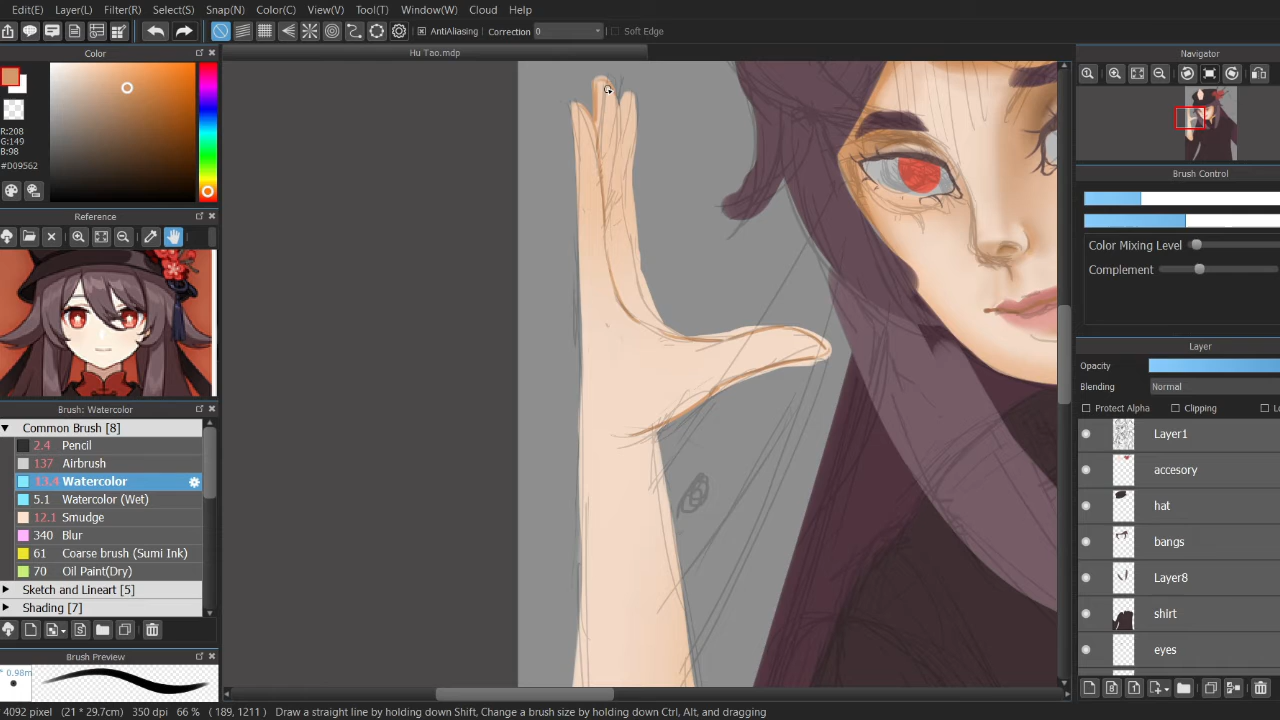 Edit(E) Layer(L) Filter(R) Select(S) Snap(N) Color(C) View(V) Tool(T) Window(W) Cloud Help
AntiAliasing Correction 0 Soft Edge
Color
Hu Tao.mdp
Navigator
R:208
G:149
B:98
#D09562
Brush Control
Reference
Color Mixing Level
Complement
Layer
Opacity
Blending Normal
Protect Alpha Clipping
Brush: Watercolor
Common Brush [8]
2.4 Pencil
137 Airbrush
13.4 Watercolor
5.1 Watercolor (Wet)
12.1 Smudge
340 Blur
61 Coarse brush (Sumi Ink)
70 Oil Paint(Dry)
Sketch and Lineart [5]
Shading [7]
Layer1
accesory
hat
bangs
Layer8
shirt
eyes
Brush Preview
* 0.98m
4092 pixel (21 * 29.7cm) 350 dpi 66 % ( 189, 1211) Draw a straight line by holding down Shift, Change a brush size by holding down Ctrl, Alt, and dragging